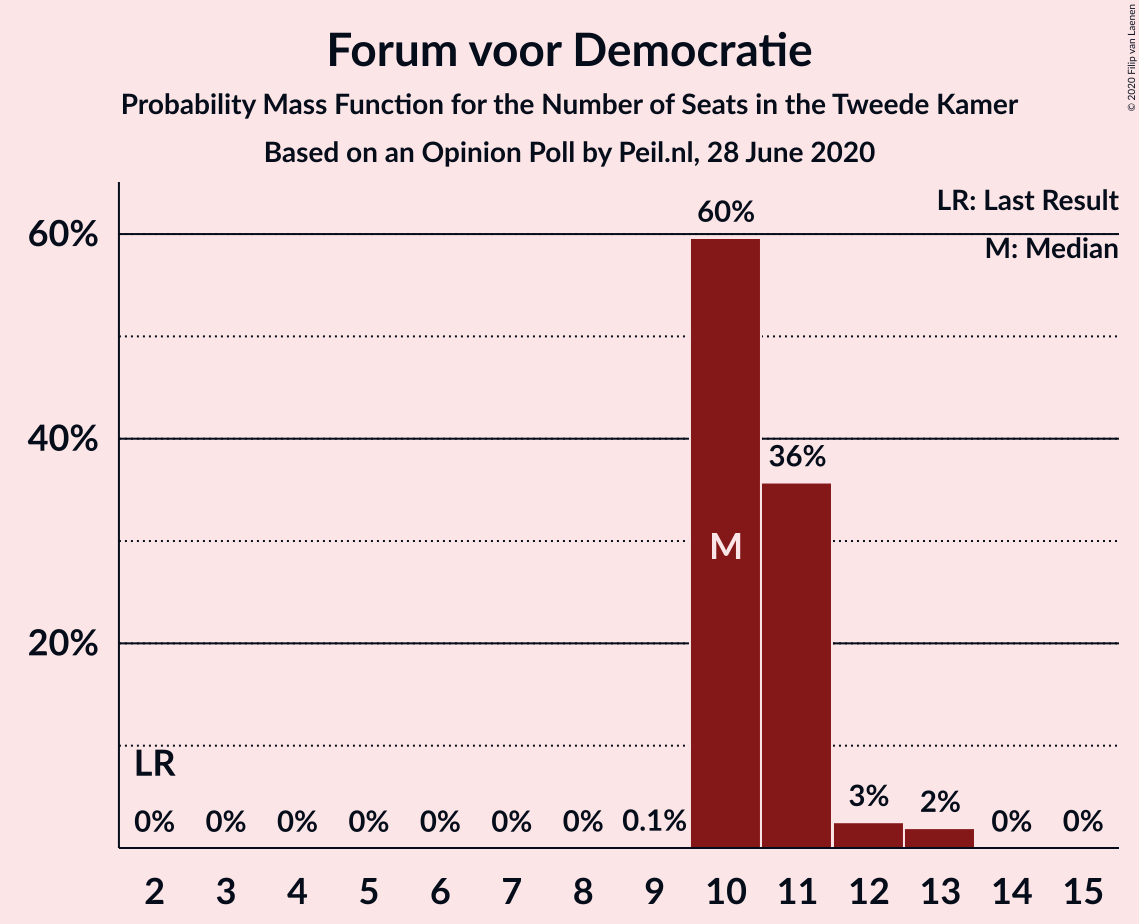 Forum voor Democratie
Probability Mass Function for the Number of Seats in the Tweede Kamer
Based on an Opinion Poll by Peil.nl, 28 June 2020
© 2020 Filip van Laenen
LR: Last Result
M: Median
60%
40%
20%
60%
36%
M
LR
0% 0% 0% 0% 0% 0% 0% 0.1% 3% 2% 0% 0%
2 3 4 5 6 7 8 9 10 11 12 13 14 15